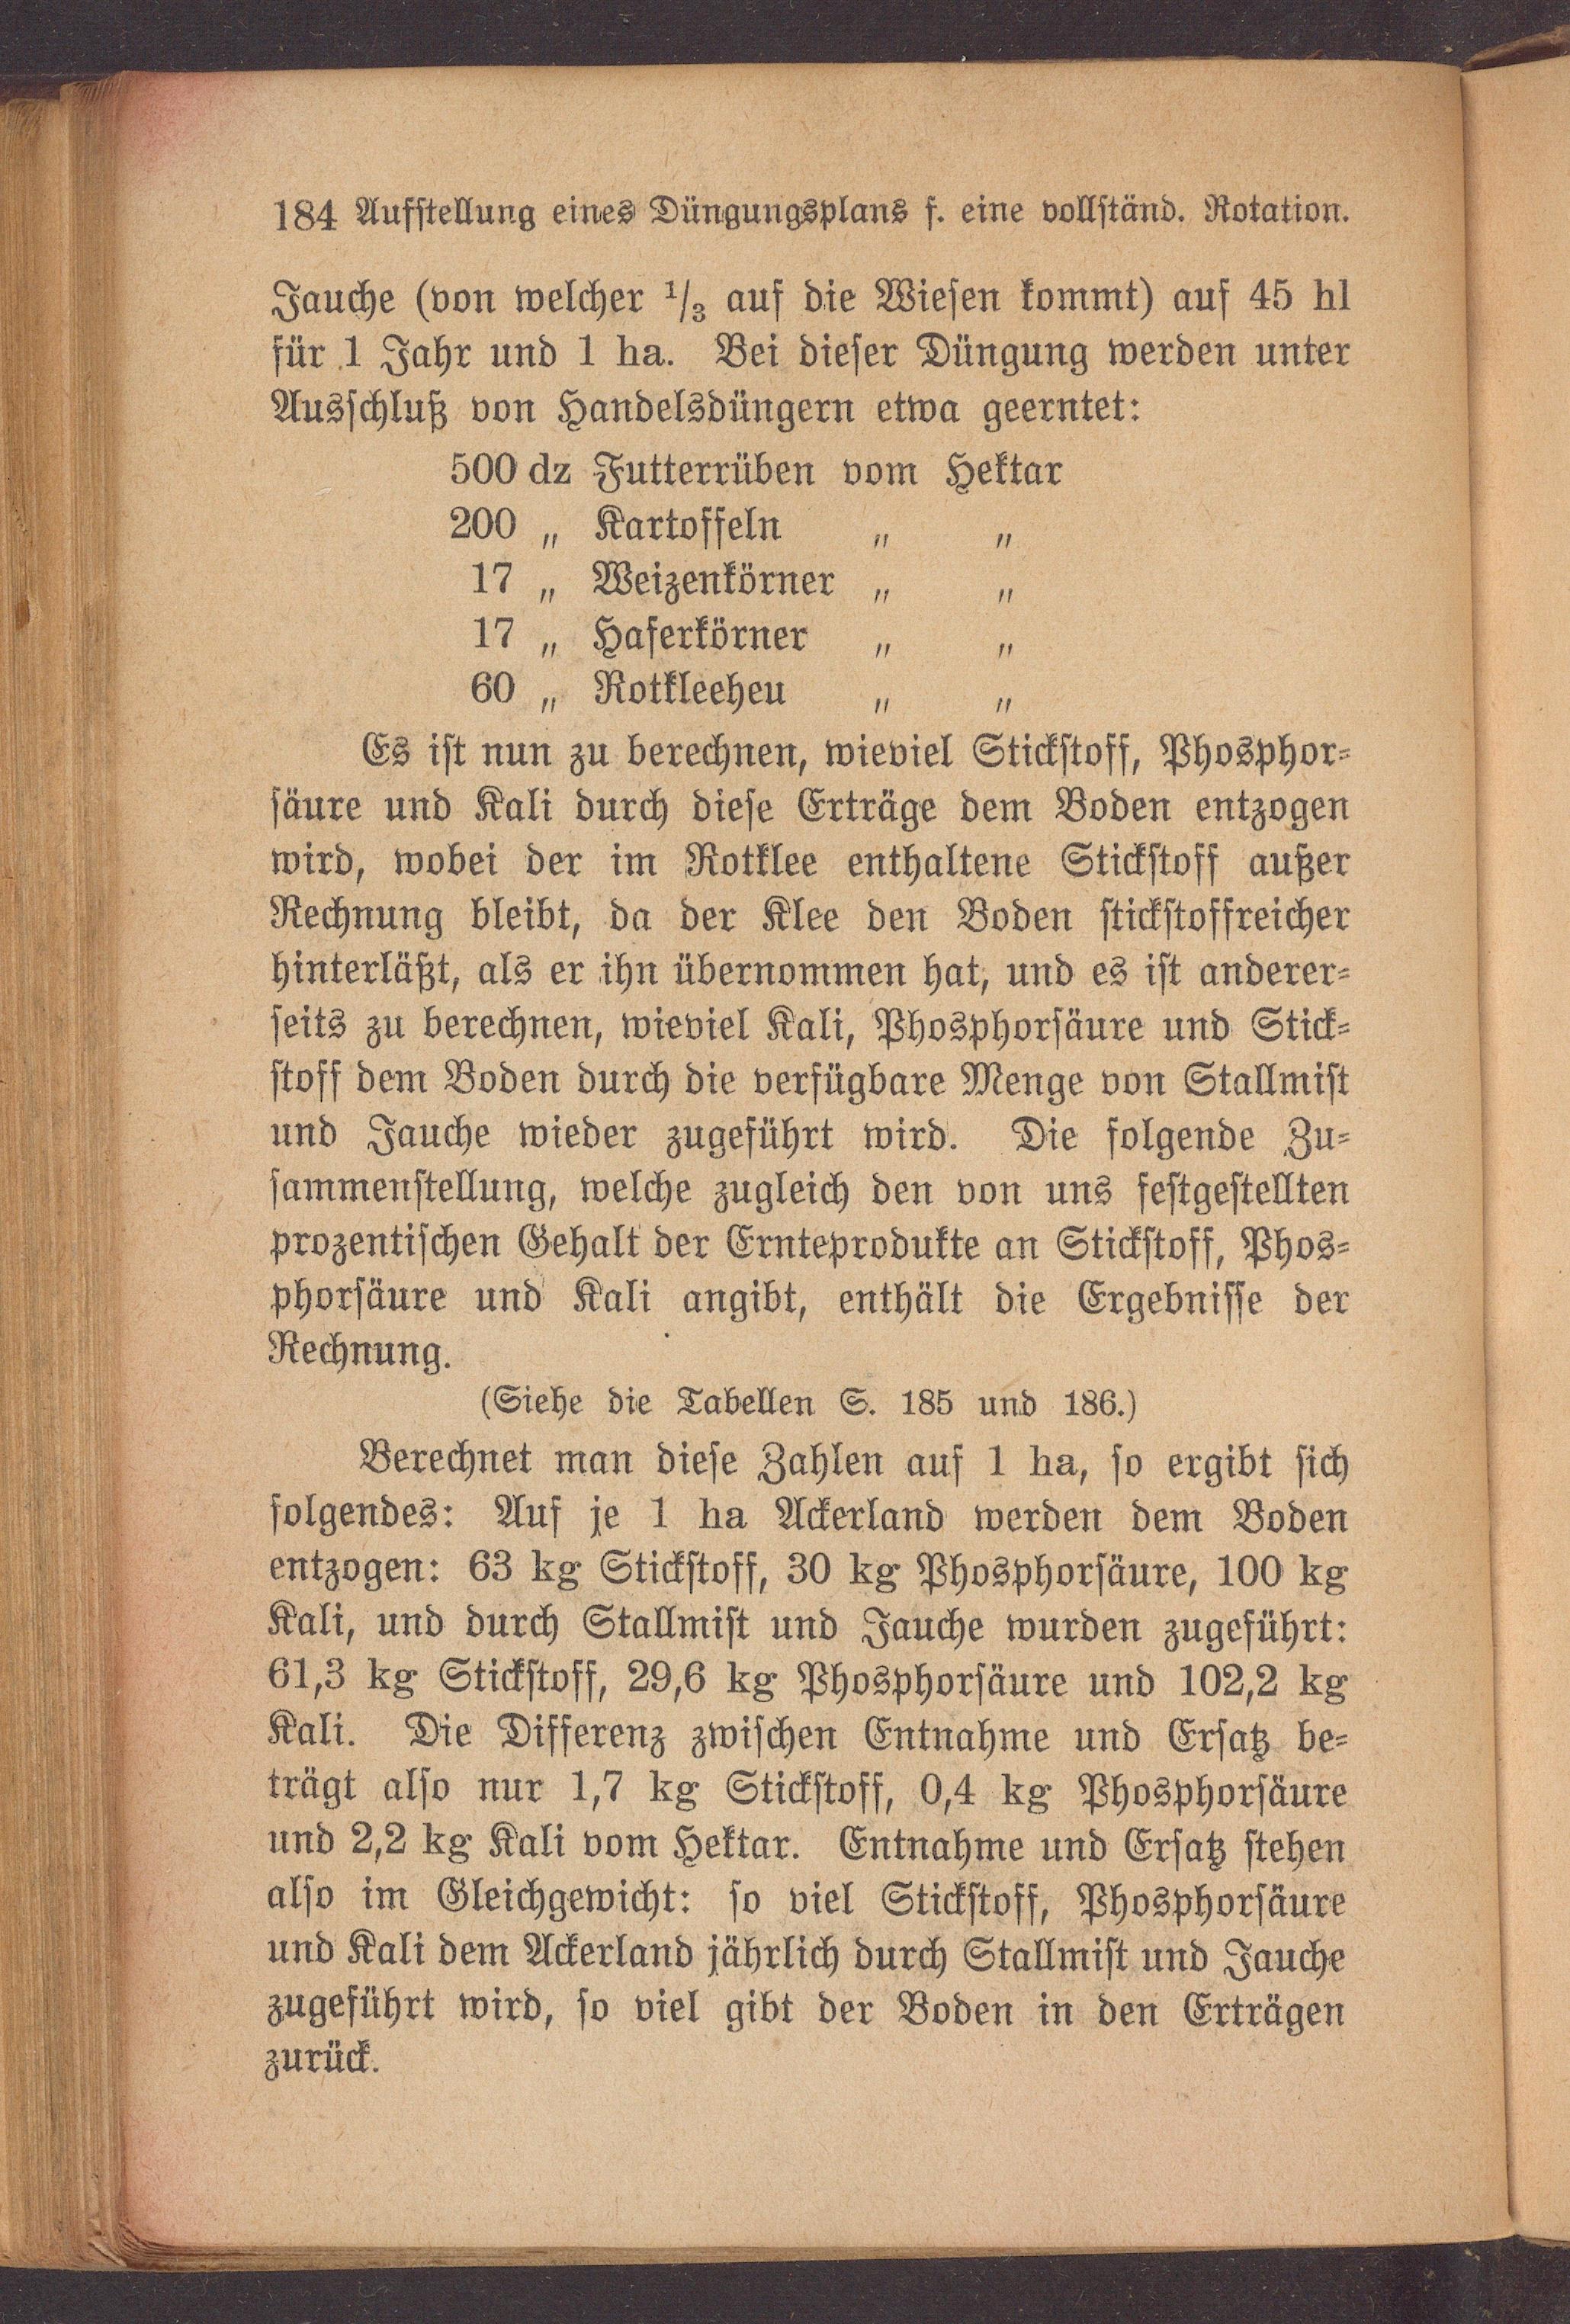 184 Aufstellung eines Düngungsplans f. eine vollständ. Rotation.
Jauche (von welcher 1/3 auf die Wiesen kommt) auf 45 hl
für 1 Jahr und 1 ha. Bei dieser Düngung werden unter
Ausschluß von Handelsdüngern etwa geerntet:
500 dz Futterrüben vom Hektar
200 „ Kartoffeln „ „
17 „ Weizenkörner „ „
17 „ Haferkörner „ „
60 „ Rotkleeheu „ „
Es ist nun zu berechnen, wieviel Stickstoff, Phosphor-
säure und Kali durch diese Erträge dem Boden entzogen
wird, wobei der im Rotklee enthaltene Stickstoff außer
Rechnung bleibt, da der Klee den Boden stickstoffreicher
hinterläßt, als er ihn übernommen hat, und es ist anderer-
seits zu berechnen, wieviel Kali, Phosphorsäure und Stick-
stoff dem Boden durch die verfügbare Menge von Stallmist
und Jauche wieder zugeführt wird. Die folgende Zu-
sammenstellung, welche zugleich den von uns festgestellten
prozentischen Gehalt der Ernteprodukte an Stickstoff, Phos-
phorsäure und Kali angibt, enthält die Ergebnisse der
Rechnung.
(Siehe die Tabellen S. 185 und 186.)
Berechnet man diese Zahlen auf 1 ha, so ergibt sich
folgendes: Auf je 1 ha Ackerland werden dem Boden
entzogen: 63 kg Stickstoff, 30 kg Phosphorsäure, 100 kg
Kali, und durch Stallmist und Jauche wurden zugeführt:
61,3 kg Stickstoff, 29,6 kg Phosphorsäure und 102,2 kg
Kali. Die Differenz zwischen Entnahme und Ersatz be-
trägt also nur 1,7 kg Stickstoff, 0,4 kg Phosphorsäure
und 2,2 kg Kali vom Hektar. Entnahme und Ersatz stehen
also im Gleichgewicht: so viel Stickstoff, Phosphorsäure
und Kali dem Ackerland jährlich durch Stallmist und Jauche
zugeführt wird, so viel gibt der Boden in den Erträgen
zurück.